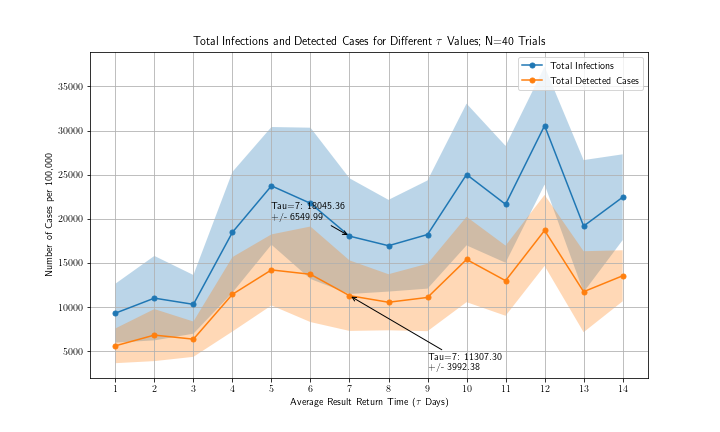 Total Infections and Detected Cases for Different τ Values; N=40 Trials
Total Infections
Total Detected Cases
35000
30000
25000
20000
15000
10000
5000
Number of Cases per 100,000
Tau=7: 18045.36
+/- 6549.99
Tau=7: 11307.30
+/- 3992.38
1 2 3 4 5 6 7 8 9 10 11 12 13 14
Average Result Return Time (τ Days)